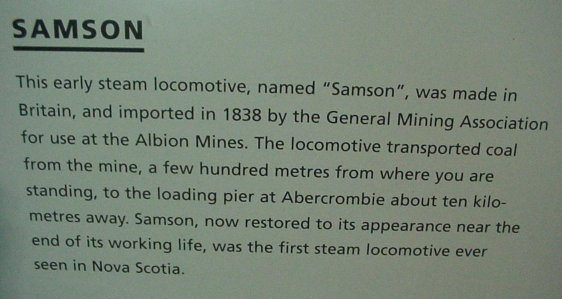 SAMSON
This early steam locomotive, named “Samson”, was made in
Britain, and imported in 1838 by the General Mining Association
for use at the Albion Mines. The locomotive transported coal
from the mine, a few hundred metres from where you are
standing, to the loading pier at Abercrombie about ten kilo-
metres away. Samson, now restored to its appearance near the
end of its working life, was the first steam locomotive ever
seen in Nova Scotia.